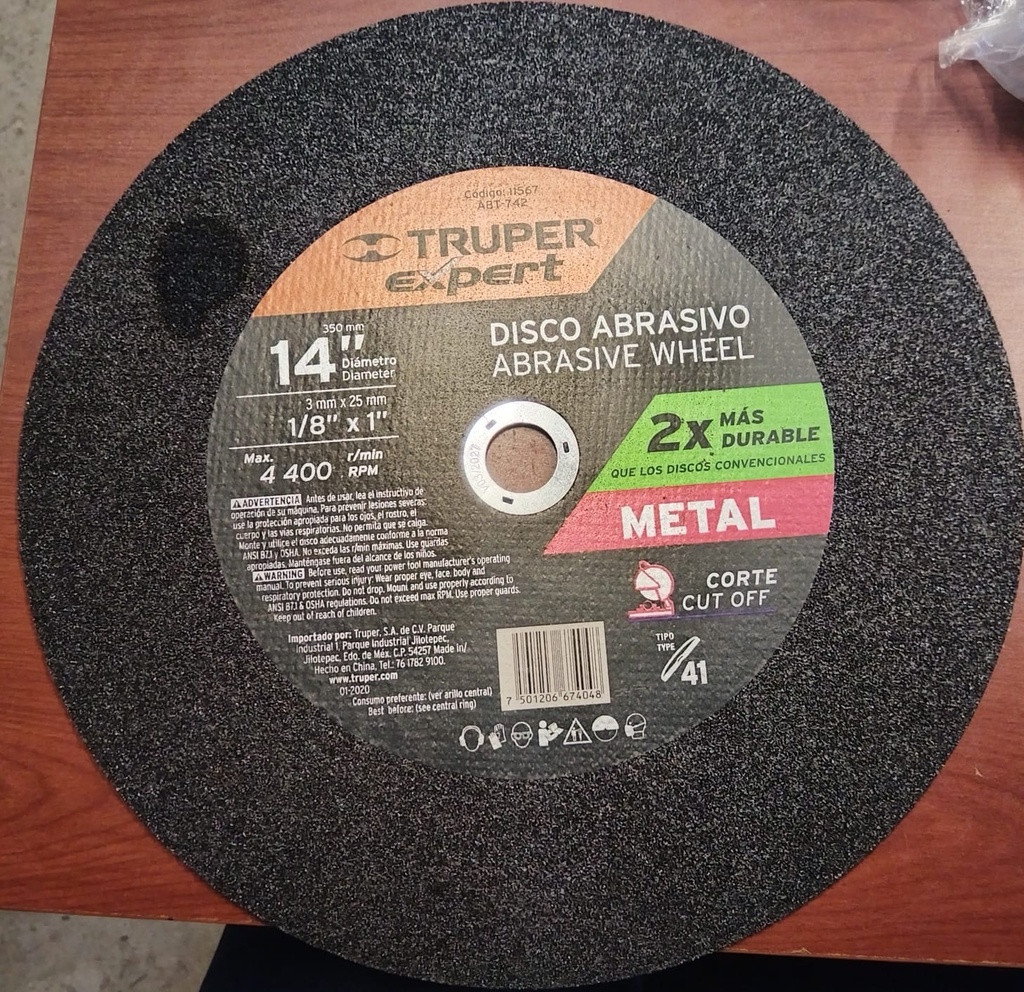 Código: 11567
ABT-742
TRUPER®
expert
350 mm
14"
Diámetro
Diameter
3 mm x 25 mm
1/8" x 1"
Max.
4 400
r/min
RPM
DISCO ABRASIVO
ABRASIVE WHEEL
V03/2027
2x MÁS
DURABLE
QUE LOS DISCOS CONVENCIONALES
METAL
CORTE
CUT OFF
TIPO
TYPE
41
ADVERTENCIA Antes de usar, lea el instructivo de
operación de su máquina. Para prevenir lesiones severas:
use la protección apropiada para los ojos, el rostro, el
cuerpo y las vías respiratorias. No permita que se caiga.
Monte y utilice el disco adecuadamente conforme a la norma
ANSI B7.1 y OSHA. No exceda las r/min máximas. Use guardas
apropiadas. Manténgase fuera del alcance de los niños.
WARNING Before use, read your power tool manufacturer's operating
manual. To prevent serious injury: Wear proper eye, face, body and
respiratory protection. Do not drop. Mount and use properly according to
ANSI B7.1 & OSHA regulations. Do not exceed max RPM. Use proper guards.
Keep out of reach of children.
Importado por: Truper, S.A. de C.V. Parque
Industrial 1, Parque Industrial Jilotepec,
Jilotepec, Edo. de Méx. C.P. 54257 Made in/
Hecho en China, Tel.: 76 1782 9100.
www.truper.com
01-2020
Consumo preferente: (ver arillo central)
Best before: (see central ring)
7 501206 674048